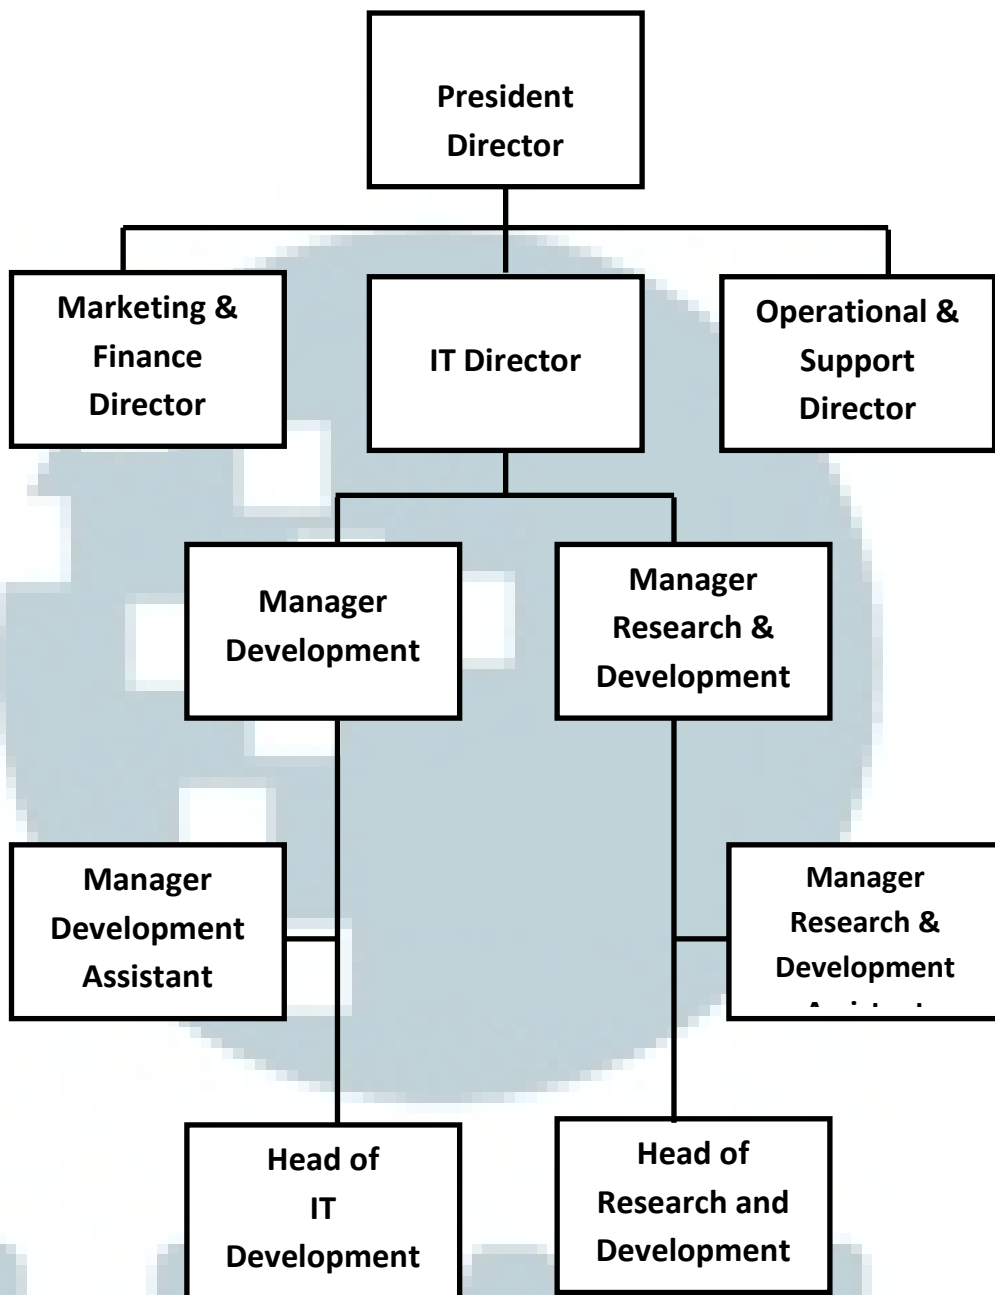 President
Director
Marketing &
Finance
Director
IT Director
Operational &
Support
Director
Manager
Development
Manager
Research &
Development
Manager
Development
Assistant
Manager
Research &
Development
Head of
IT
Development
Head of
Research and
Development